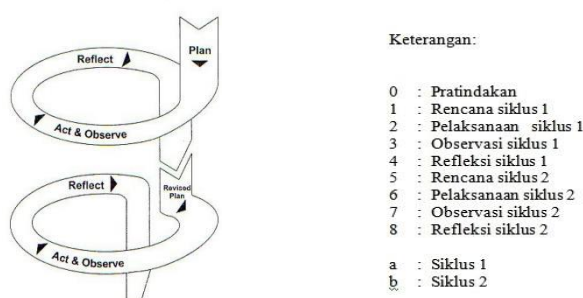 Plan
Reflect
Act & Observe
Reflect
Revised
Plan
Act & Observe
Keterangan:
0 : Pratindakan
1 : Rencana siklus 1
2 : Pelaksanaan siklus 1
3 : Observasi siklus 1
4 : Refleksi siklus 1
5 : Rencana siklus 2
6 : Pelaksanaan siklus 2
7 : Observasi siklus 2
8 : Refleksi siklus 2
a : Siklus 1
b : Siklus 2